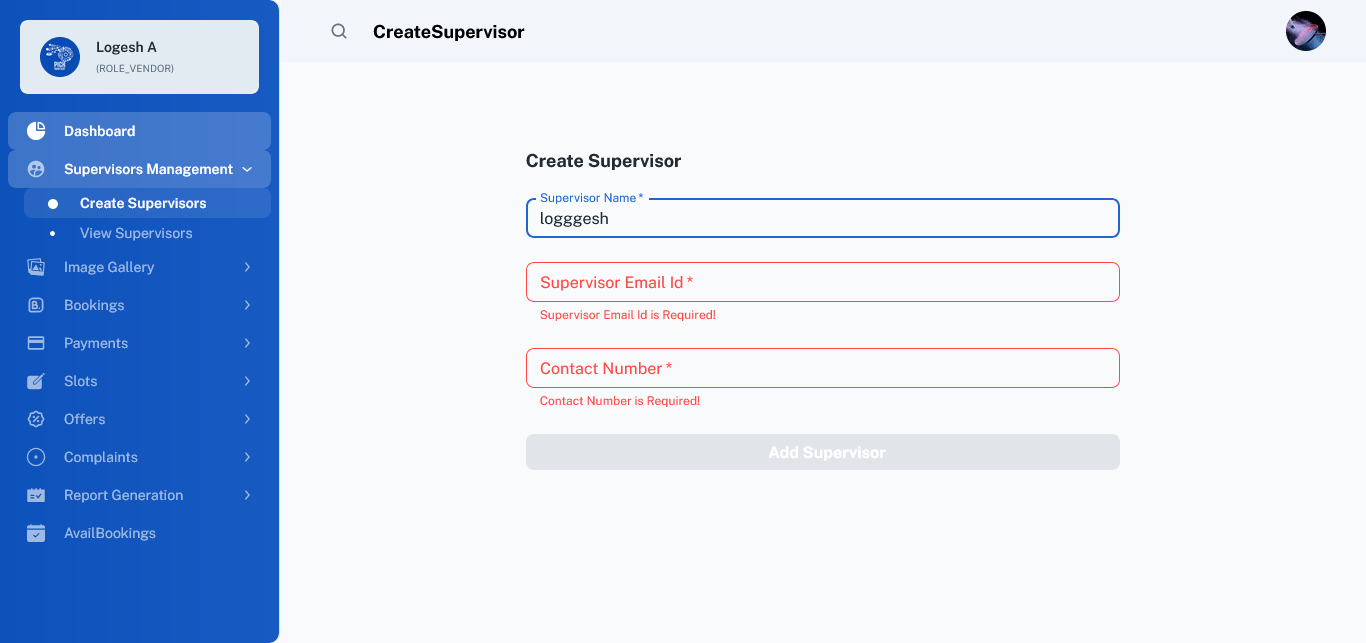 Logesh A
(ROLE_VENDOR)
Dashboard
Supervisors Management
Create Supervisors
View Supervisors
Image Gallery
Bookings
Payments
Slots
Offers
Complaints
Report Generation
AvailBookings
CreateSupervisor
Create Supervisor
Supervisor Name *
logggesh
Supervisor Email Id *
Supervisor Email Id is Required!
Contact Number *
Contact Number is Required!
Add Supervisor